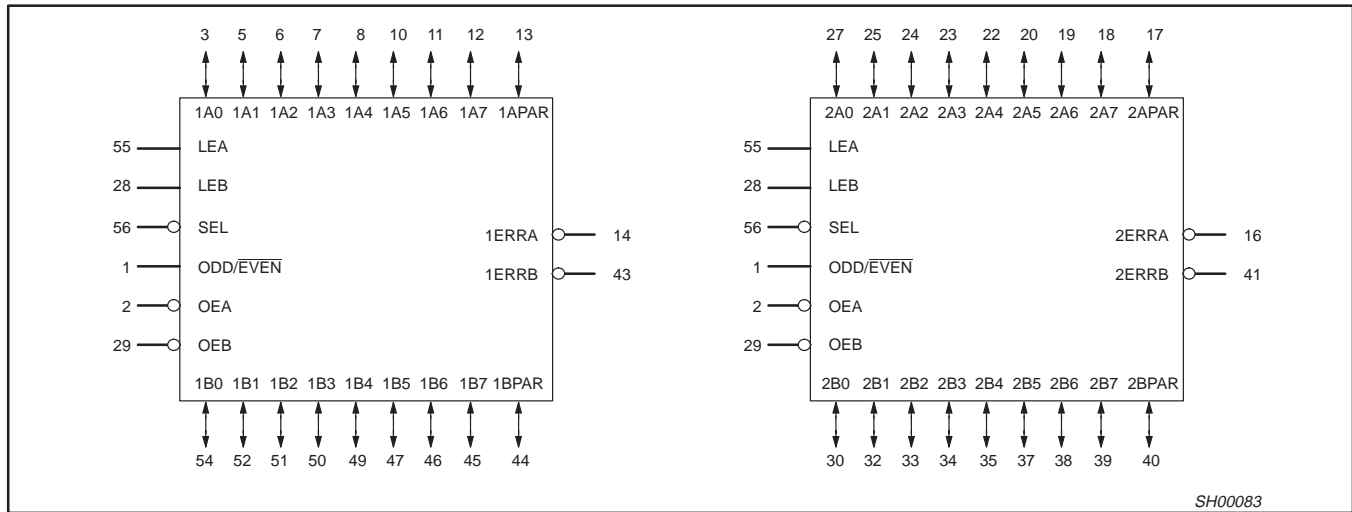 3 5 6 7 8 10 11 12 13
27 25 24 23 22 20 19 18 17
1A0 1A1 1A2 1A3 1A4 1A5 1A6 1A7 1APAR
2A0 2A1 2A2 2A3 2A4 2A5 2A6 2A7 2APAR
55 LEA
55 LEA
28 LEB
28 LEB
56 SEL
1ERRA 14
56 SEL
2ERRA 16
1 ODD/E̅V̅E̅N̅
1ERRB 43
1 ODD/E̅V̅E̅N̅
2ERRB 41
2 OEA
2 OEA
29 OEB
29 OEB
1B0 1B1 1B2 1B3 1B4 1B5 1B6 1B7 1BPAR
2B0 2B1 2B2 2B3 2B4 2B5 2B6 2B7 2BPAR
54 52 51 50 49 47 46 45 44
30 32 33 34 35 37 38 39 40
SH00083